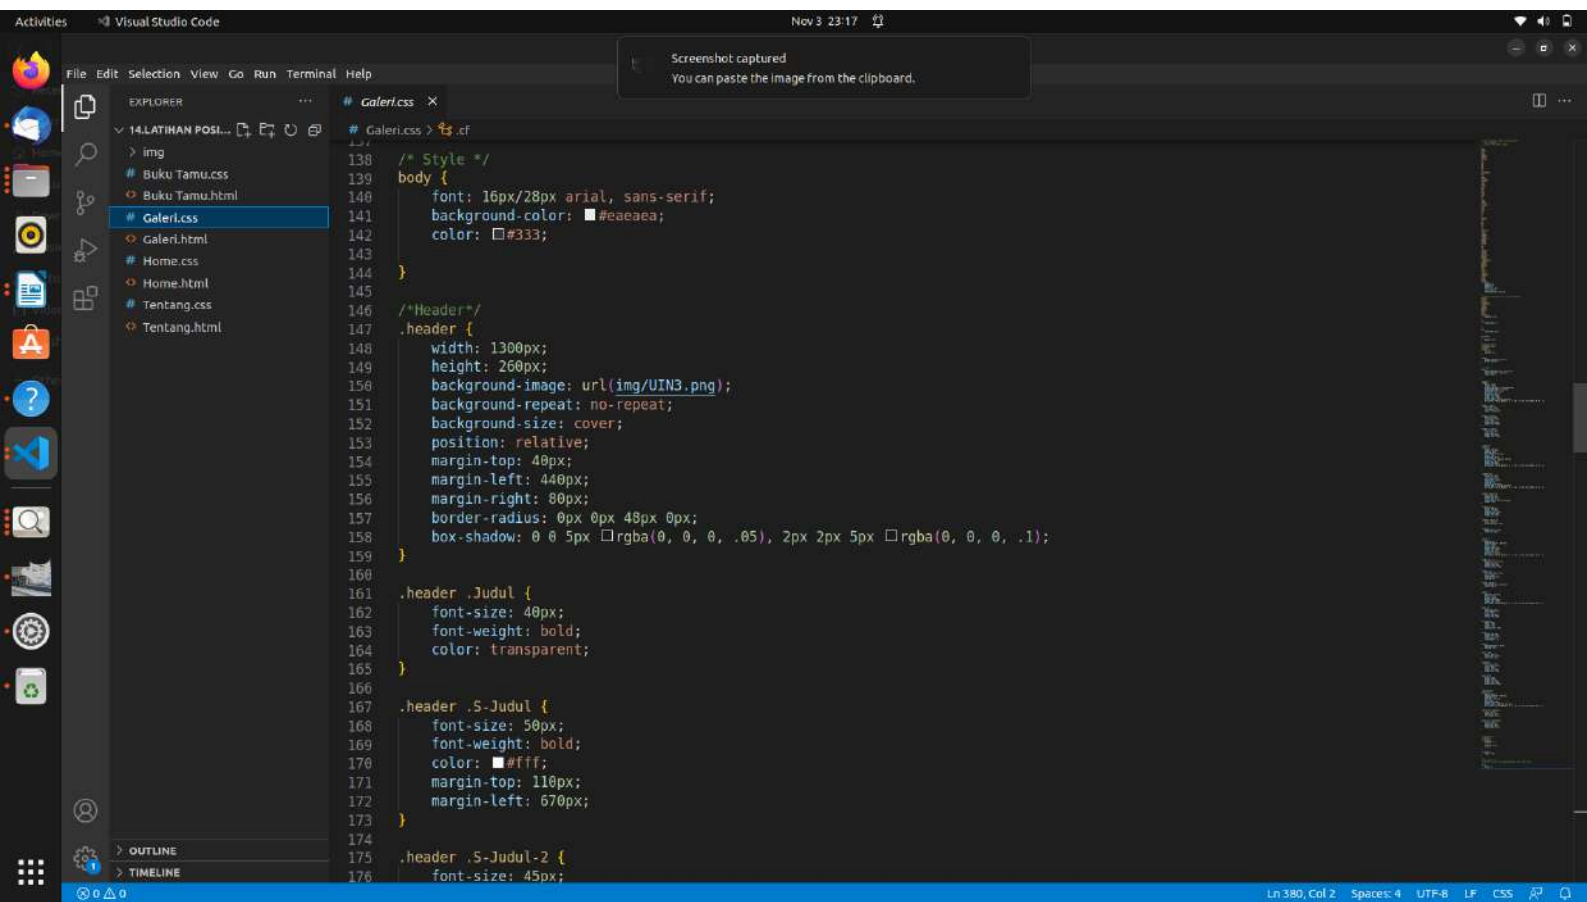 Activities Visual Studio Code Nov 3 23:17
Screenshot captured
You can paste the image from the clipboard.
File Edit Selection View Go Run Terminal Help
EXPLORER ··· # Galeri.css ×
14.LATIHAN POSI...
# Galeri.css > .cf
> img
# Buku Tamu.css
Buku Tamu.html
# Galeri.css
Galeri.html
# Home.css
Home.html
# Tentang.css
Tentang.html
137
138 /* Style */
139 body {
140 font: 16px/28px arial, sans-serif;
141 background-color: #eaeaea;
142 color: #333;
143
144 }
145
146 /*Header*/
147 .header {
148 width: 1300px;
149 height: 260px;
150 background-image: url(img/UIN3.png);
151 background-repeat: no-repeat;
152 background-size: cover;
153 position: relative;
154 margin-top: 40px;
155 margin-left: 440px;
156 margin-right: 80px;
157 border-radius: 0px 0px 48px 0px;
158 box-shadow: 0 0 5px rgba(0, 0, 0, .05), 2px 2px 5px rgba(0, 0, 0, .1);
159 }
160
161 .header .Judul {
162 font-size: 40px;
163 font-weight: bold;
164 color: transparent;
165 }
166
167 .header .S-Judul {
168 font-size: 50px;
169 font-weight: bold;
170 color: #fff;
171 margin-top: 110px;
172 margin-left: 670px;
173 }
174
175 .header .S-Judul-2 {
176 font-size: 45px;
> OUTLINE
> TIMELINE
1
0 0 Ln 380, Col 2 Spaces: 4 UTF-8 LF CSS